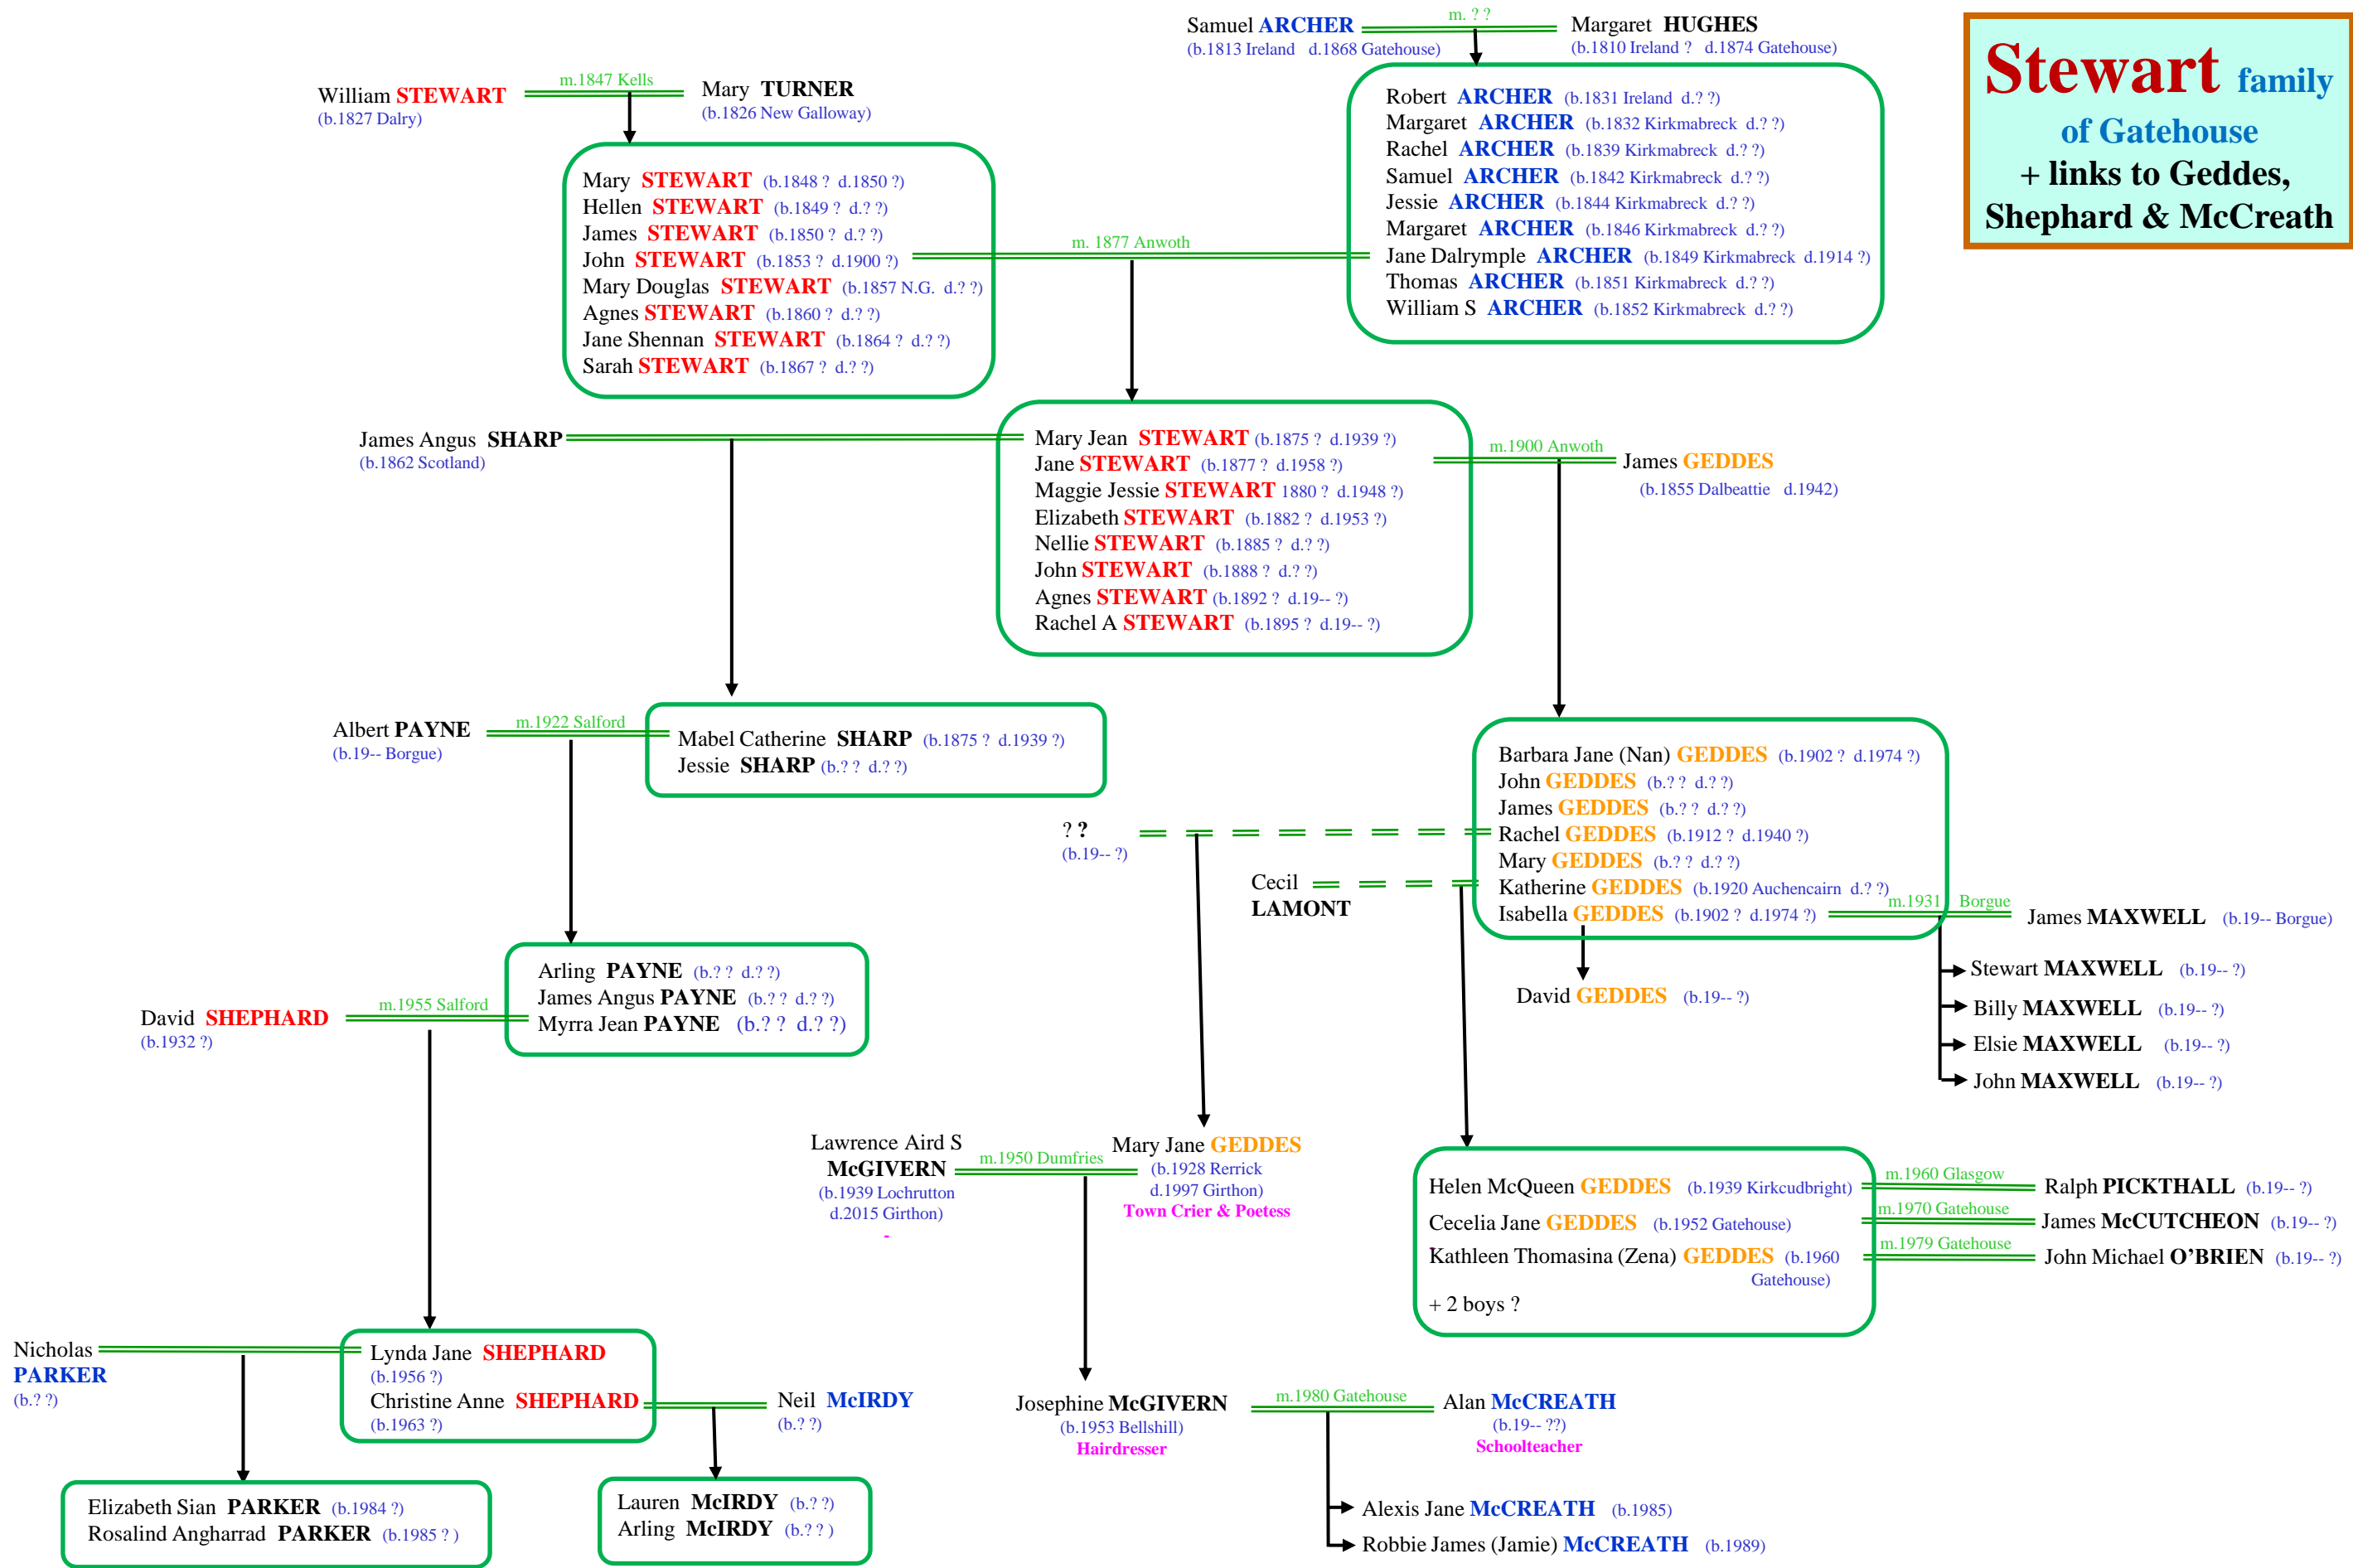 Samuel ARCHER
(b.1813 Ireland d.1868 Gatehouse)
m. ? ?
Margaret HUGHES
(b.1810 Ireland ? d.1874 Gatehouse)
Stewart family
of Gatehouse
+ links to Geddes,
Shephard & McCreath
William STEWART
(b.1827 Dalry)
m.1847 Kells
Mary TURNER
(b.1826 New Galloway)
Robert ARCHER (b.1831 Ireland d.? ?)
Margaret ARCHER (b.1832 Kirkmabreck d.? ?)
Rachel ARCHER (b.1839 Kirkmabreck d.? ?)
Samuel ARCHER (b.1842 Kirkmabreck d.? ?)
Jessie ARCHER (b.1844 Kirkmabreck d.? ?)
Margaret ARCHER (b.1846 Kirkmabreck d.? ?)
Jane Dalrymple ARCHER (b.1849 Kirkmabreck d.1914 ?)
Thomas ARCHER (b.1851 Kirkmabreck d.? ?)
William S ARCHER (b.1852 Kirkmabreck d.? ?)
Mary STEWART (b.1848 ? d.1850 ?)
Hellen STEWART (b.1849 ? d.? ?)
James STEWART (b.1850 ? d.? ?)
John STEWART (b.1853 ? d.1900 ?)
Mary Douglas STEWART (b.1857 N.G. d.? ?)
Agnes STEWART (b.1860 ? d.? ?)
Jane Shennan STEWART (b.1864 ? d.? ?)
Sarah STEWART (b.1867 ? d.? ?)
m. 1877 Anwoth
James Angus SHARP
(b.1862 Scotland)
Mary Jean STEWART (b.1875 ? d.1939 ?)
Jane STEWART (b.1877 ? d.1958 ?)
Maggie Jessie STEWART 1880 ? d.1948 ?)
Elizabeth STEWART (b.1882 ? d.1953 ?)
Nellie STEWART (b.1885 ? d.? ?)
John STEWART (b.1888 ? d.? ?)
Agnes STEWART (b.1892 ? d.19-- ?)
Rachel A STEWART (b.1895 ? d.19-- ?)
m.1900 Anwoth
James GEDDES
(b.1855 Dalbeattie d.1942)
Albert PAYNE
(b.19-- Borgue)
m.1922 Salford
Mabel Catherine SHARP (b.1875 ? d.1939 ?)
Jessie SHARP (b.? ? d.? ?)
Barbara Jane (Nan) GEDDES (b.1902 ? d.1974 ?)
John GEDDES (b.? ? d.? ?)
James GEDDES (b.? ? d.? ?)
Rachel GEDDES (b.1912 ? d.1940 ?)
Mary GEDDES (b.? ? d.? ?)
Katherine GEDDES (b.1920 Auchencairn d.? ?)
Isabella GEDDES (b.1902 ? d.1974 ?)
? ?
(b.19-- ?)
Cecil
LAMONT
m.1931 Borgue
James MAXWELL (b.19-- Borgue)
Stewart MAXWELL (b.19-- ?)
Billy MAXWELL (b.19-- ?)
Elsie MAXWELL (b.19-- ?)
John MAXWELL (b.19-- ?)
David GEDDES (b.19-- ?)
Arling PAYNE (b.? ? d.? ?)
James Angus PAYNE (b.? ? d.? ?)
Myrra Jean PAYNE (b.? ? d.? ?)
David SHEPHARD
(b.1932 ?)
m.1955 Salford
Lawrence Aird S
McGIVERN
(b.1939 Lochrutton
d.2015 Girthon)
-
m.1950 Dumfries
Mary Jane GEDDES
(b.1928 Rerrick
d.1997 Girthon)
Town Crier & Poetess
Helen McQueen GEDDES (b.1939 Kirkcudbright)
Cecelia Jane GEDDES (b.1952 Gatehouse)
-
Kathleen Thomasina (Zena) GEDDES (b.1960
Gatehouse)
+ 2 boys ?
m.1960 Glasgow
Ralph PICKTHALL (b.19-- ?)
m.1970 Gatehouse
James McCUTCHEON (b.19-- ?)
m.1979 Gatehouse
John Michael O’BRIEN (b.19-- ?)
Nicholas
PARKER
(b.? ?)
Lynda Jane SHEPHARD
(b.1956 ?)
Christine Anne SHEPHARD
(b.1963 ?)
Neil McIRDY
(b.? ?)
Josephine McGIVERN
(b.1953 Bellshill)
Hairdresser
m.1980 Gatehouse
Alan McCREATH
(b.19-- ??)
Schoolteacher
Elizabeth Sian PARKER (b.1984 ?)
Rosalind Angharrad PARKER (b.1985 ? )
Lauren McIRDY (b.? ?)
Arling McIRDY (b.? ? )
Alexis Jane McCREATH (b.1985)
Robbie James (Jamie) McCREATH (b.1989)